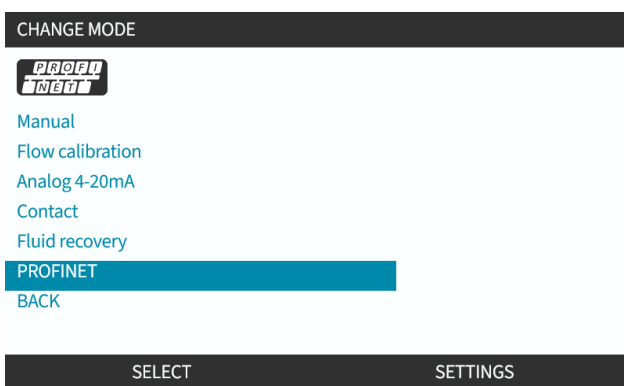 CHANGE MODE
PROFI
NET
Manual
Flow calibration
Analog 4-20mA
Contact
Fluid recovery
PROFINET
BACK
SELECT SETTINGS